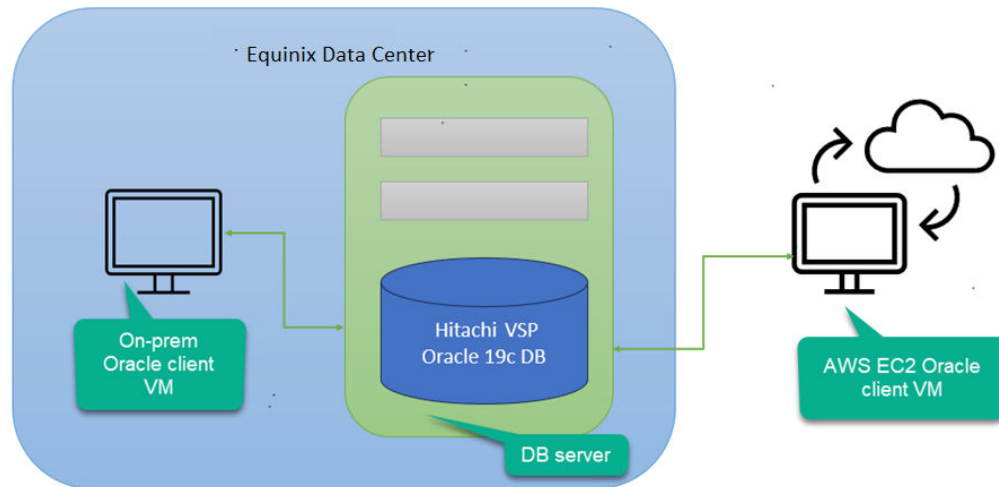 Equinix Data Center
Hitachi VSP
Oracle 19c DB
On-prem
Oracle client
VM
AWS EC2 Oracle
client VM
DB server